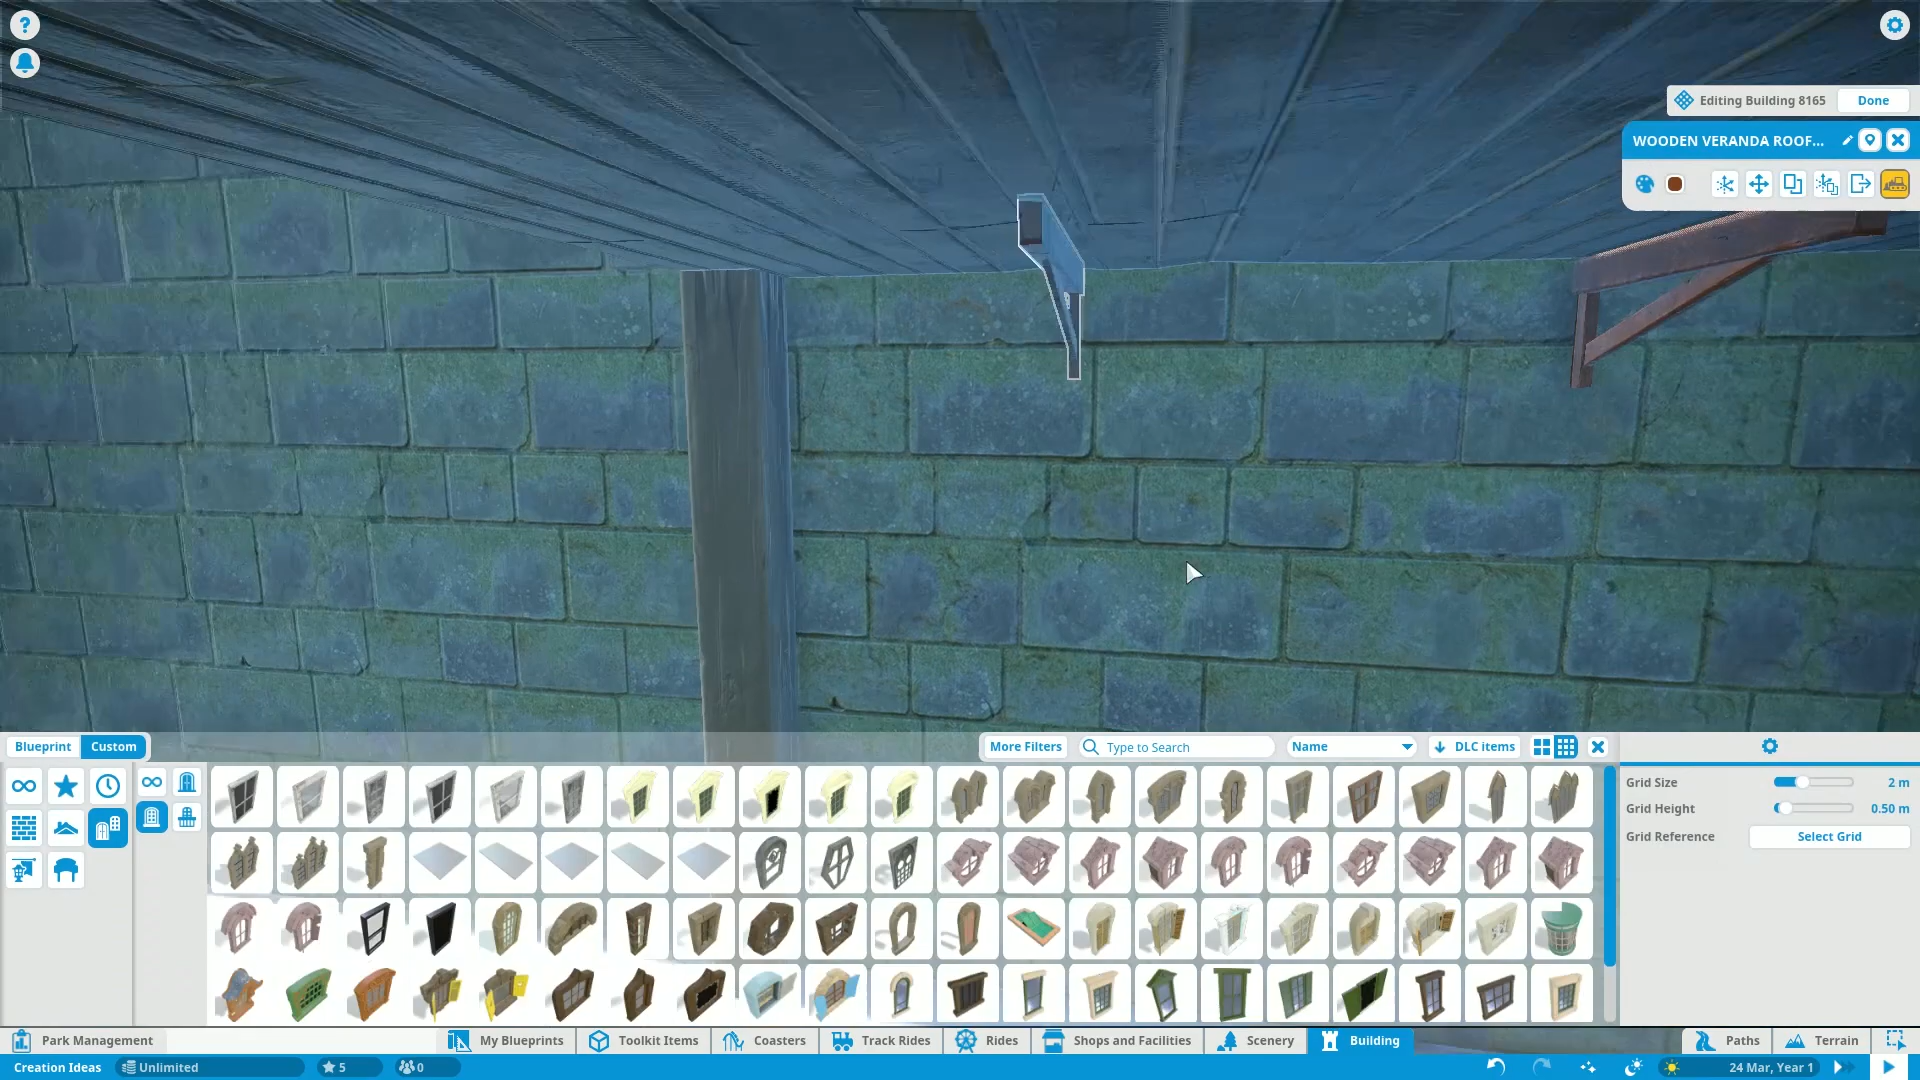 ?
Editing Building 8165
Done
WOODEN VERANDA ROOF...
Blueprint
Custom
More Filters
Type to Search
Name
DLC items
Grid Size
2 m
Grid Height
0.50 m
Grid Reference
Select Grid
Park Management
My Blueprints
Toolkit Items
Coasters
Track Rides
Rides
Shops and Facilities
Scenery
Building
Paths
Terrain
Creation Ideas
Unlimited
5
0
24 Mar, Year 1